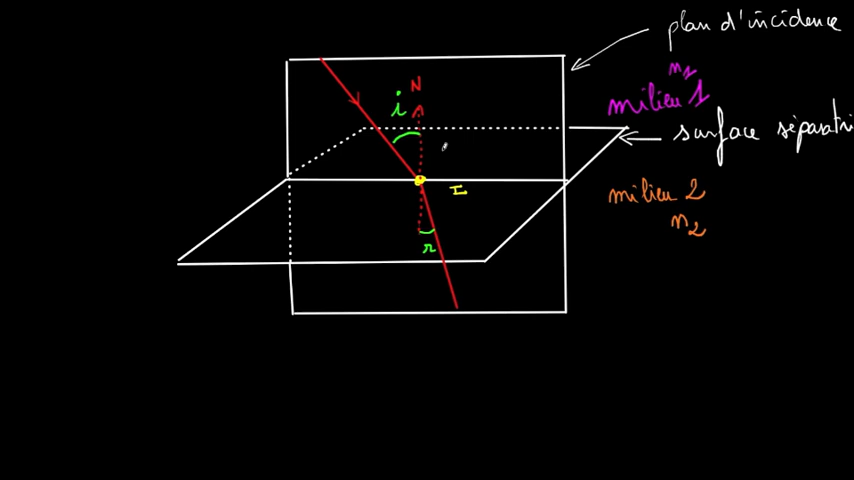 plan d'incidence
n1
milieu 1
N
i
surface séparatri
I
milieu 2
n2
r